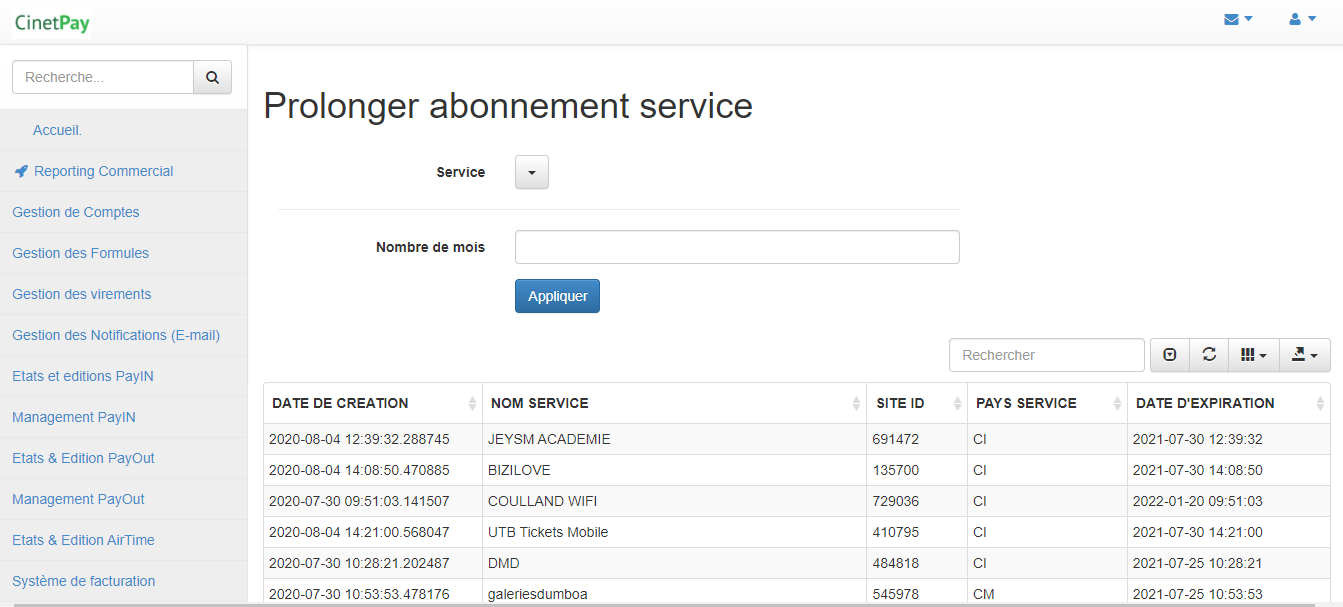 CinetPay
Recherche...
Accueil.
Reporting Commercial
Gestion de Comptes
Gestion des Formules
Gestion des virements
Gestion des Notifications (E-mail)
Etats et editions PayIN
Management PayIN
Etats & Edition PayOut
Management PayOut
Etats & Edition AirTime
Système de facturation
Prolonger abonnement service
Service
Nombre de mois
Appliquer
Rechercher
DATE DE CREATION NOM SERVICE SITE ID PAYS SERVICE DATE D'EXPIRATION
2020-08-04 12:39:32.288745 JEYSM ACADEMIE 691472 CI 2021-07-30 12:39:32
2020-08-04 14:08:50.470885 BIZILOVE 135700 CI 2021-07-30 14:08:50
2020-07-30 09:51:03.141507 COULLAND WIFI 729036 CI 2022-01-20 09:51:03
2020-08-04 14:21:00.568047 UTB Tickets Mobile 410795 CI 2021-07-30 14:21:00
2020-07-30 10:28:21.202487 DMD 484818 CI 2021-07-25 10:28:21
2020-07-30 10:53:53.478176 galeriesdumboa 545978 CM 2021-07-25 10:53:53